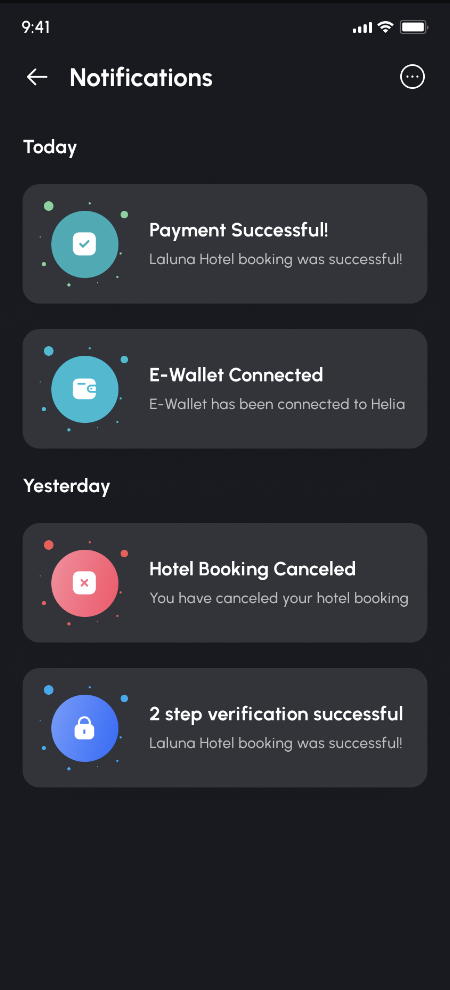 9:41
Notifications
Today
Payment Successful!
Laluna Hotel booking was successful!
E-Wallet Connected
E-Wallet has been connected to Helia
Yesterday
Hotel Booking Canceled
You have canceled your hotel booking
2 step verification successful
Laluna Hotel booking was successful!